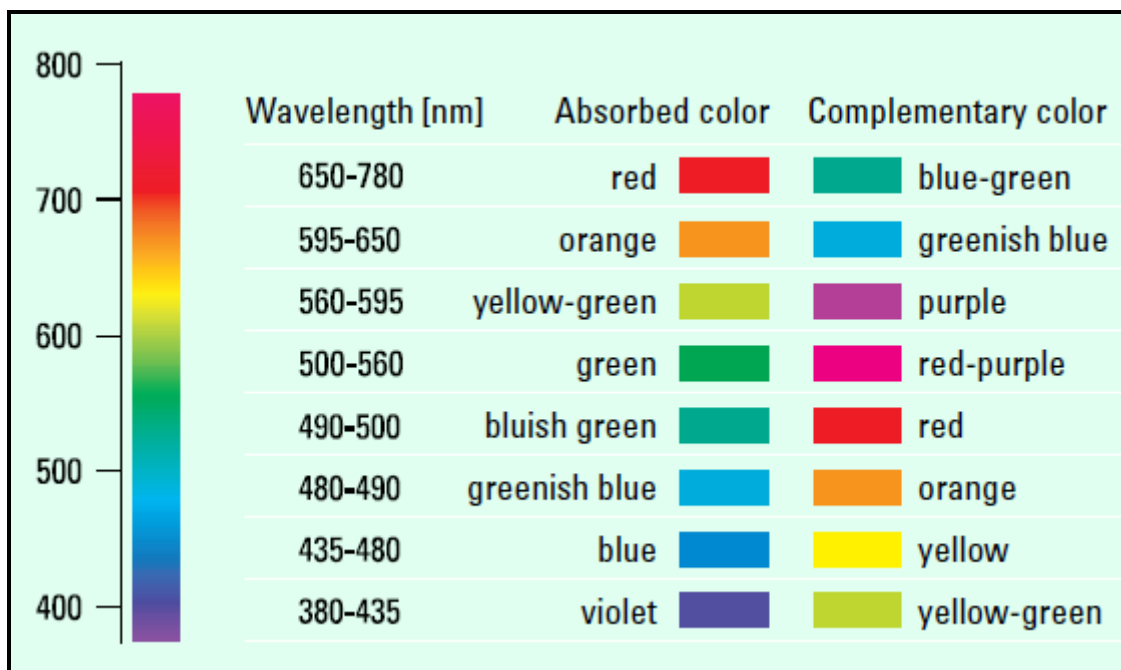 800
700
600
500
400
Wavelength [nm] Absorbed color Complementary color
650-780 red blue-green
595-650 orange greenish blue
560-595 yellow-green purple
500-560 green red-purple
490-500 bluish green red
480-490 greenish blue orange
435-480 blue yellow
380-435 violet yellow-green